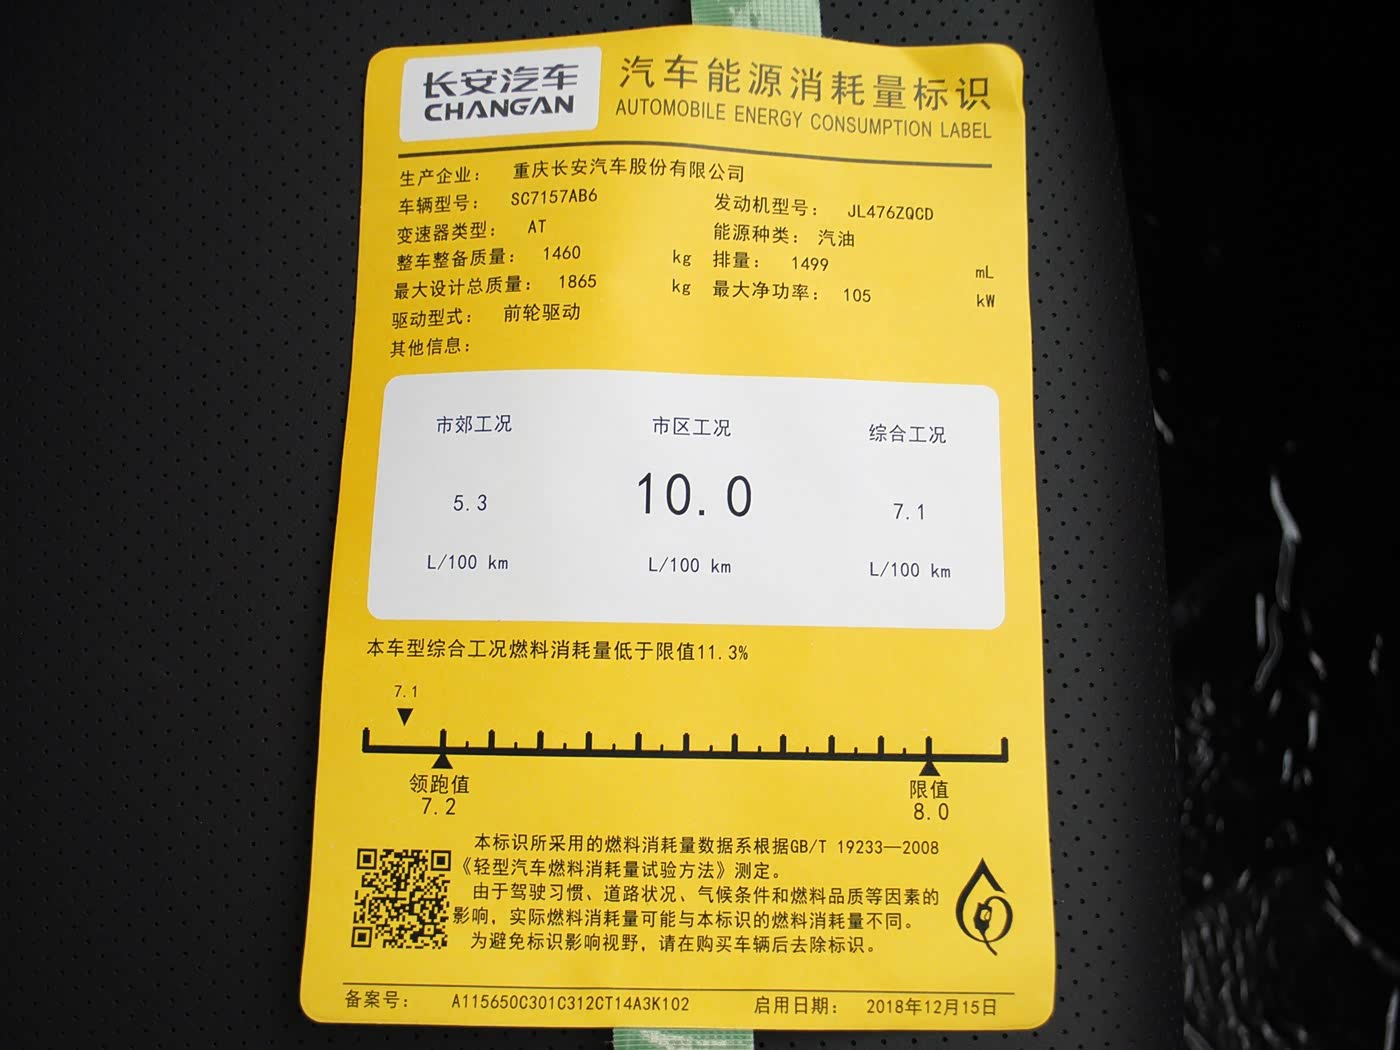 长安汽车
CHANGAN
汽车能源消耗量标识
AUTOMOBILE ENERGY CONSUMPTION LABEL
生产企业： 重庆长安汽车股份有限公司
车辆型号： SC7157AB6 发动机型号： JL476ZQCD
变速器类型： AT 能源种类： 汽油
整车整备质量： 1460 kg 排量： 1499 mL
最大设计总质量： 1865 kg 最大净功率： 105 kW
驱动型式： 前轮驱动
其他信息：
市郊工况 市区工况 综合工况
5.3 10.0 7.1
L/100 km L/100 km L/100 km
本车型综合工况燃料消耗量低于限值11.3%
7.1
领跑值 限值
7.2 8.0
本标识所采用的燃料消耗量数据系根据GB/T 19233—2008
《轻型汽车燃料消耗量试验方法》测定。
由于驾驶习惯、道路状况、气候条件和燃料品质等因素的
影响，实际燃料消耗量可能与本标识的燃料消耗量不同。
为避免标识影响视野，请在购买车辆后去除标识。
备案号： A115650C301C312CT14A3K102 启用日期： 2018年12月15日